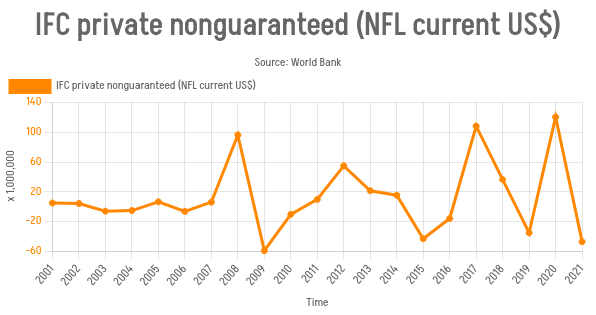 IFC private nonguaranteed (NFL current US$)
Source: World Bank
IFC private nonguaranteed (NFL current US$)
140
100
60
20
-20
-60
x 1,000,000
2001 2002 2003 2004 2005 2006 2007 2008 2009 2010 2011 2012 2013 2014 2015 2016 2017 2018 2019 2020 2021
Time